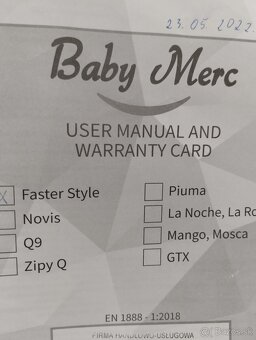 23.05.2022
Baby Merc
USER MANUAL AND
WARRANTY CARD
X Faster Style
Novis
Q9
Zipy Q
Piuma
La Noche, La Ro
Mango, Mosca
GTX
EN 1888 - 1:2018
FIRMA HANDLOWO-USŁUGOWA